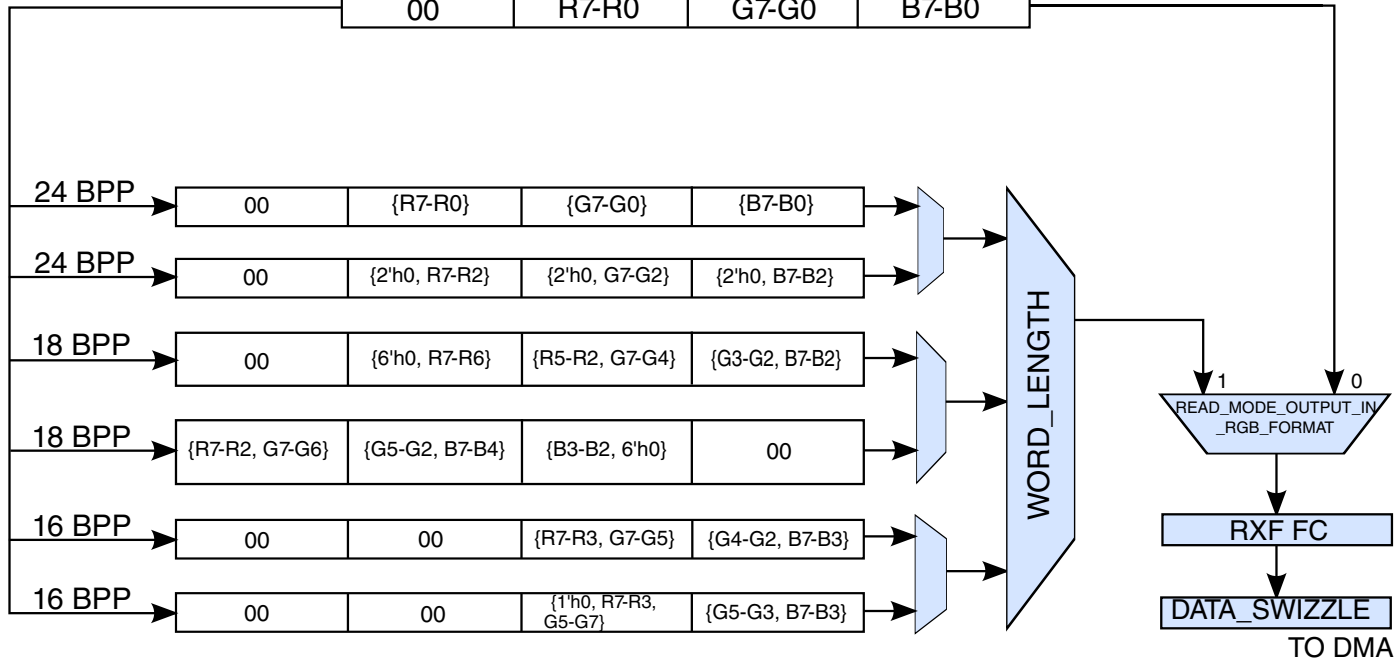 00 R7-R0 G7-G0 B7-B0
24 BPP 00 {R7-R0} {G7-G0} {B7-B0}
24 BPP 00 {2'h0, R7-R2} {2'h0, G7-G2} {2'h0, B7-B2}
18 BPP 00 {6'h0, R7-R6} {R5-R2, G7-G4} {G3-G2, B7-B2}
18 BPP {R7-R2, G7-G6} {G5-G2, B7-B4} {B3-B2, 6'h0} 00
16 BPP 00 00 {R7-R3, G7-G5} {G4-G2, B7-B3}
16 BPP 00 00 {1'h0, R7-R3,
G5-G7} {G5-G3, B7-B3}
WORD_LENGTH
1 0
READ_MODE_OUTPUT_IN
_RGB_FORMAT
RXF FC
DATA_SWIZZLE
TO DMA